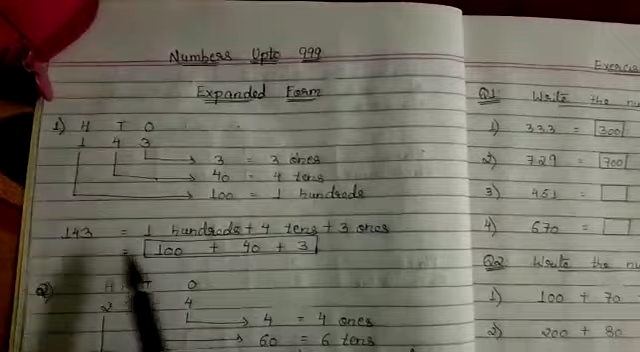 Numbers Upto 999
Expanded Form
1) H T O
1 4 3
3 = 3 ones
40 = 4 tens
100 = 1 hundreds
143 = 1 hundreds + 4 tens + 3 ones
= 100 + 40 + 3
2) H T O
2 4
4 = 4 ones
60 = 6 tens
Q1 Write the
1) 333 = 300
2) 729 = 700
3) 451 =
4) 670 =
Q2 Write the
1) 100 + 70
2) 200 + 80